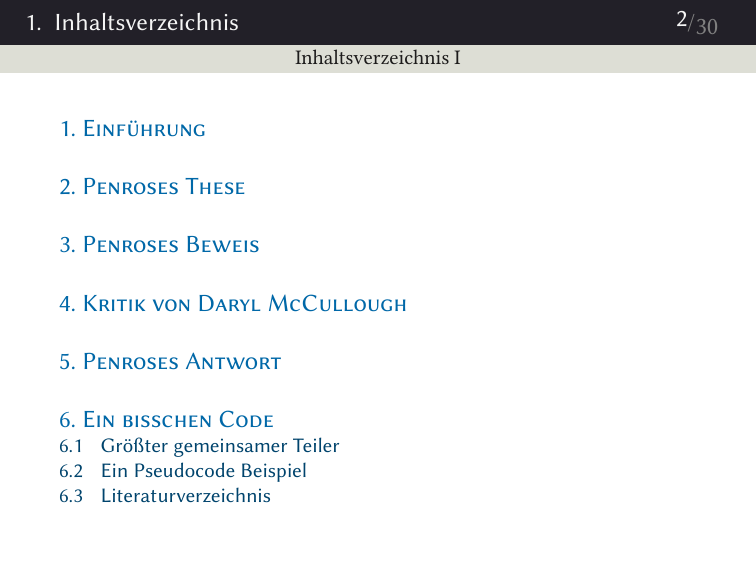 1. Inhaltsverzeichnis 2/30
Inhaltsverzeichnis I
1. Einführung
2. Penroses These
3. Penroses Beweis
4. Kritik von Daryl McCullough
5. Penroses Antwort
6. Ein bisschen Code
6.1 Größter gemeinsamer Teiler
6.2 Ein Pseudocode Beispiel
6.3 Literaturverzeichnis